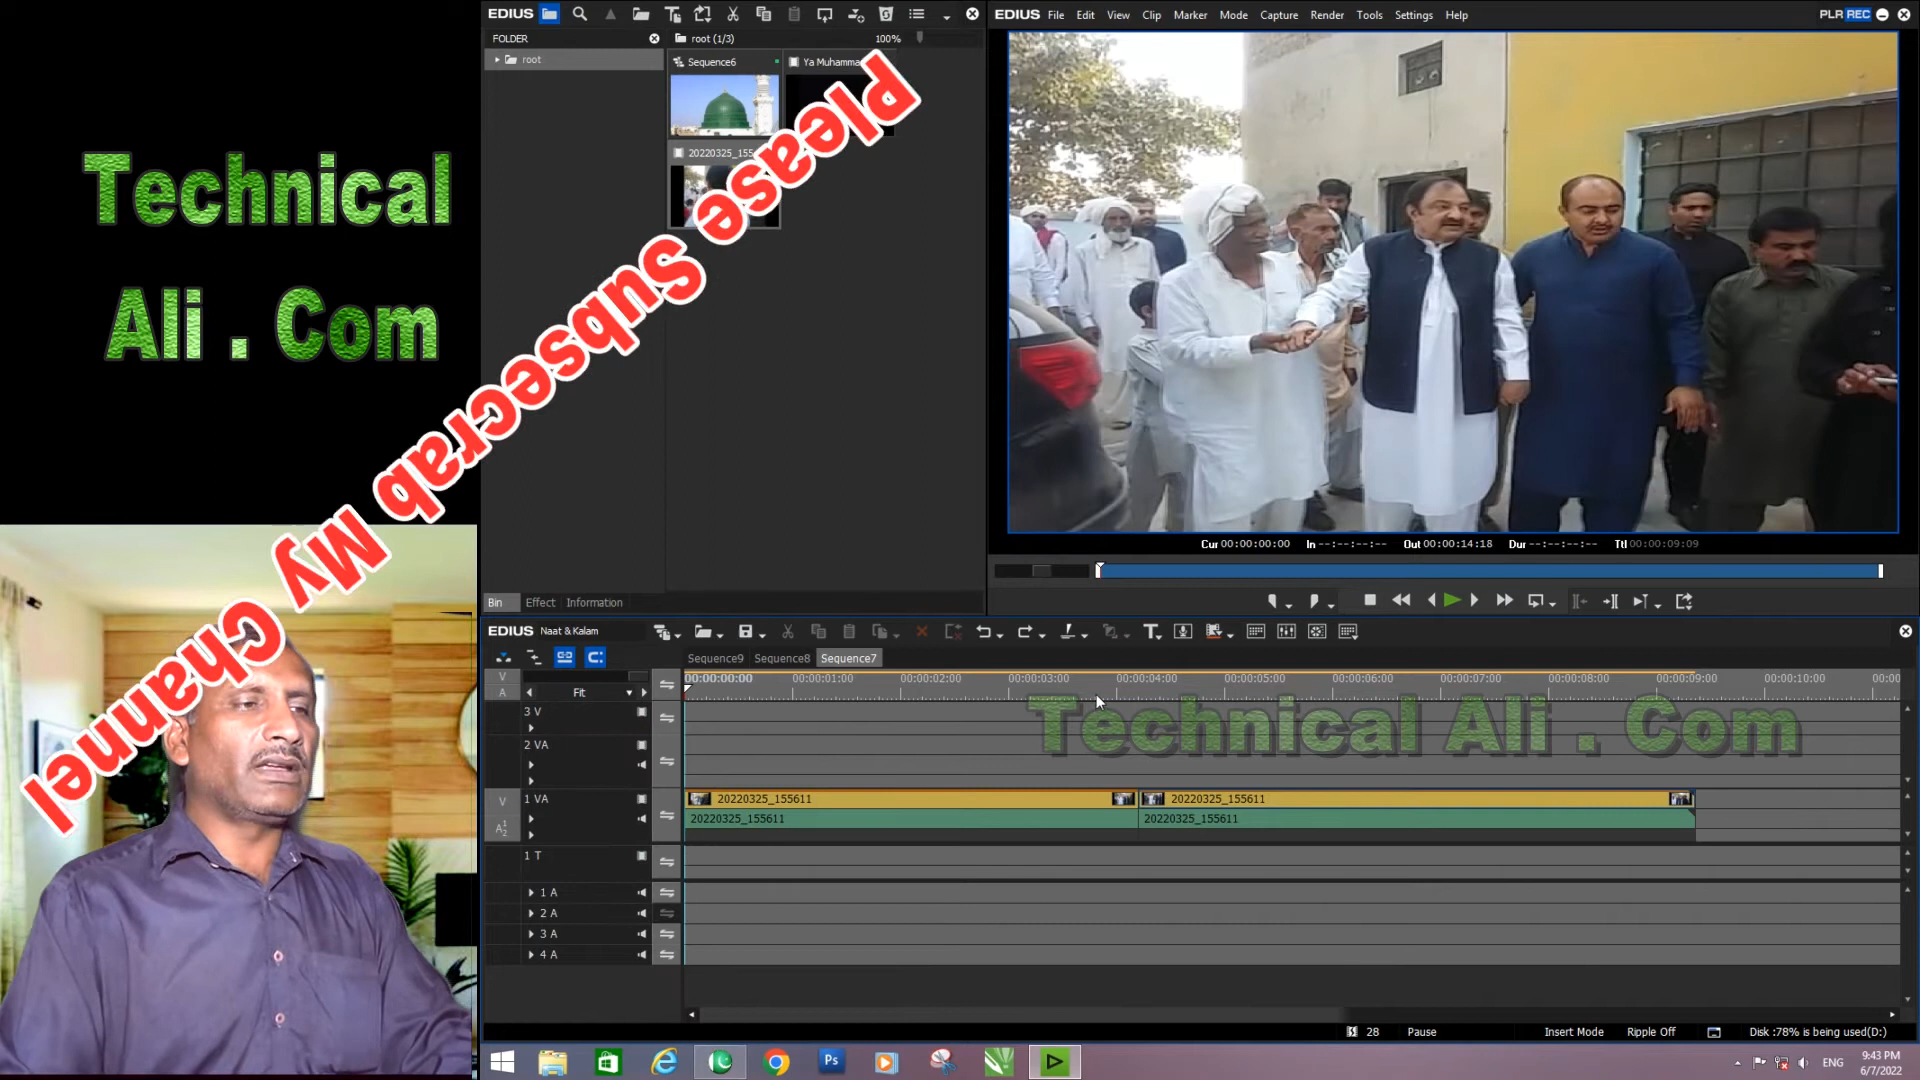 Technical
Ali . Com
Please Subsecrab My Channel
EDIUS
FOLDER
root
root (1/3)
100%
Sequence6
Ya Muhamma
20220325_155
Bin
Effect
Information
EDIUS
File
Edit
View
Clip
Marker
Mode
Capture
Render
Tools
Settings
Help
PLR REC
Cur 00:00:00:00
In --:--:--:--
Out 00:00:14:18
Dur --:--:--:--
Ttl 00:00:09:09
EDIUS
Naat & Kalam
Sequence9
Sequence8
Sequence7
V
A
Fit
00:00:00:00
00:00:01:00
00:00:02:00
00:00:03:00
00:00:04:00
00:00:05:00
00:00:06:00
00:00:07:00
00:00:08:00
00:00:09:00
00:00:10:00
00:00
3 V
Technical Ali . Com
2 VA
V
1 VA
20220325_155611
20220325_155611
A12
20220325_155611
20220325_155611
1 T
1 A
2 A
3 A
4 A
28
Pause
Insert Mode
Ripple Off
Disk :78% is being used(D:)
Ps
ENG
9:43 PM
6/7/2022